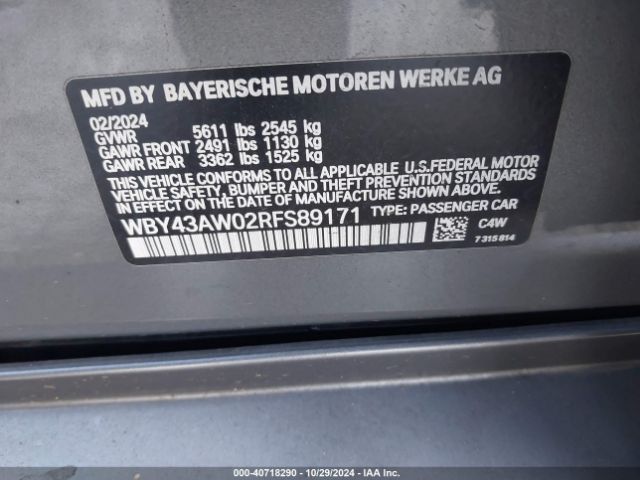 MFD BY BAYERISCHE MOTOREN WERKE AG
02/2024
GVWR 5611 lbs 2545 kg
GAWR FRONT 2491 lbs 1130 kg
GAWR REAR 3362 lbs 1525 kg
THIS VEHICLE CONFORMS TO ALL APPLICABLE U.S.FEDERAL MOTOR
VEHICLE SAFETY, BUMPER AND THEFT PREVENTION STANDARDS
IN EFFECT ON THE DATE OF MANUFACTURE SHOWN ABOVE.
WBY43AW02RFS89171 TYPE: PASSENGER CAR
C4W
7315814
000-40718290 - 10/29/2024 - IAA Inc.